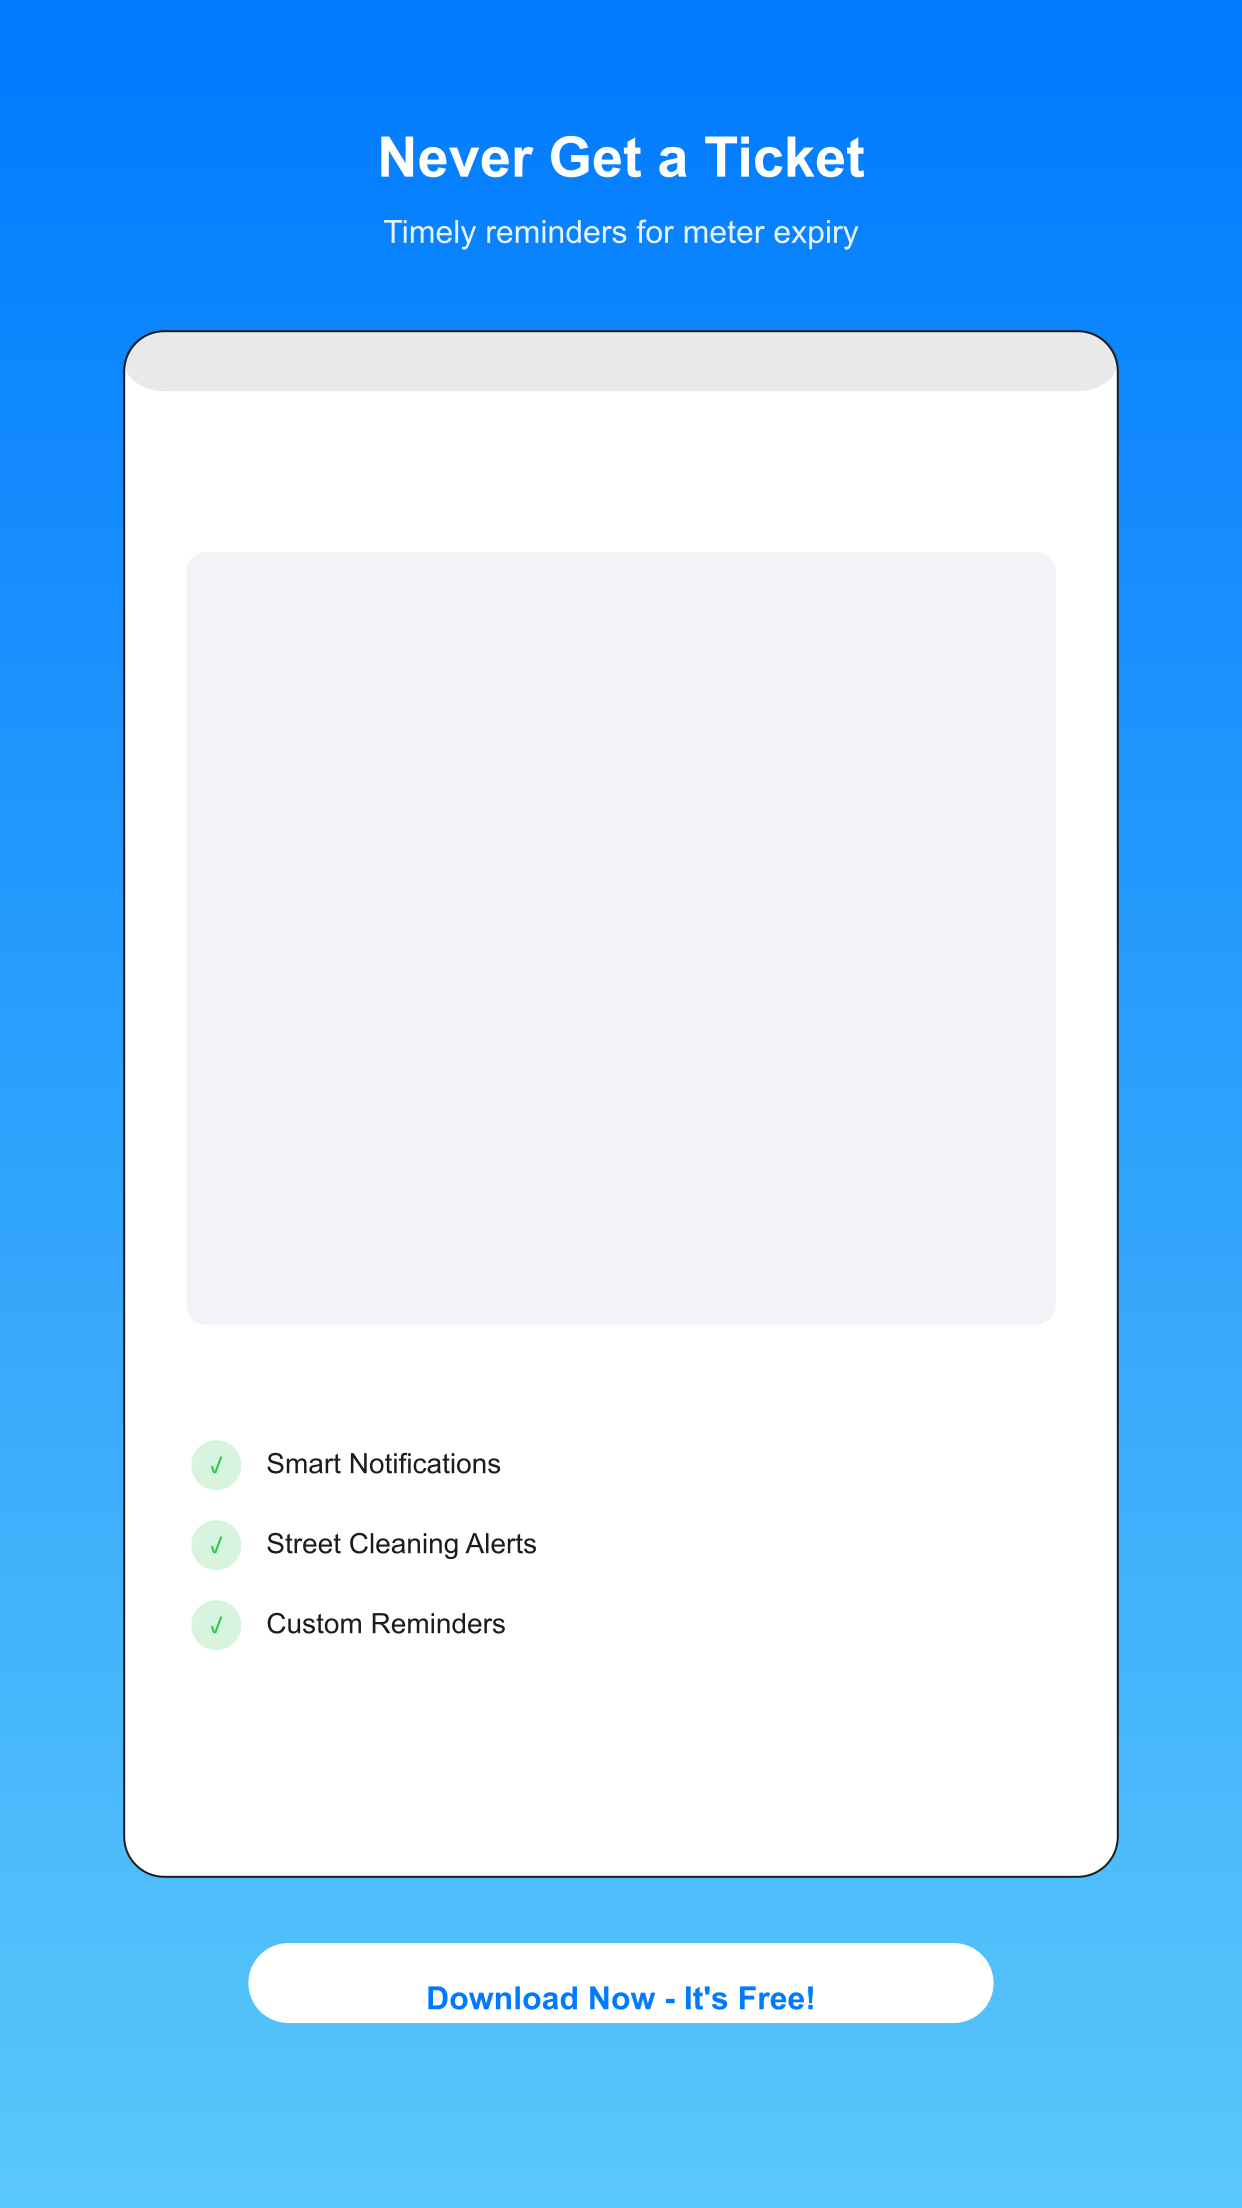 Never Get a Ticket
Timely reminders for meter expiry
✓ Smart Notifications
✓ Street Cleaning Alerts
✓ Custom Reminders
Download Now - It's Free!